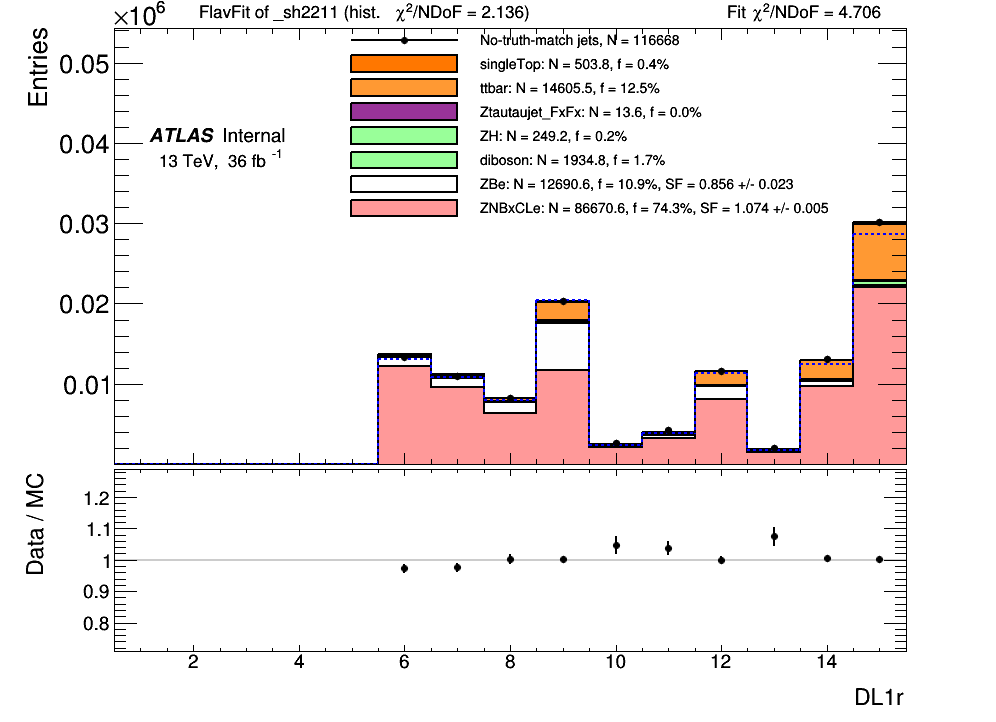 ×10⁶ FlavFit of _sh2211 (hist. χ²/NDoF = 2.136) Fit χ²/NDoF = 4.706
Entries
0.05
0.04
0.03
0.02
0.01
No-truth-match jets, N = 116668
singleTop: N = 503.8, f = 0.4%
ttbar: N = 14605.5, f = 12.5%
Ztautaujet_FxFx: N = 13.6, f = 0.0%
ZH: N = 249.2, f = 0.2%
diboson: N = 1934.8, f = 1.7%
ZBe: N = 12690.6, f = 10.9%, SF = 0.856 +/- 0.023
ZNBxCLe: N = 86670.6, f = 74.3%, SF = 1.074 +/- 0.005
ATLAS Internal
13 TeV, 36 fb⁻¹
Data / MC
1.2
1.1
1
0.9
0.8
2 4 6 8 10 12 14
DL1r